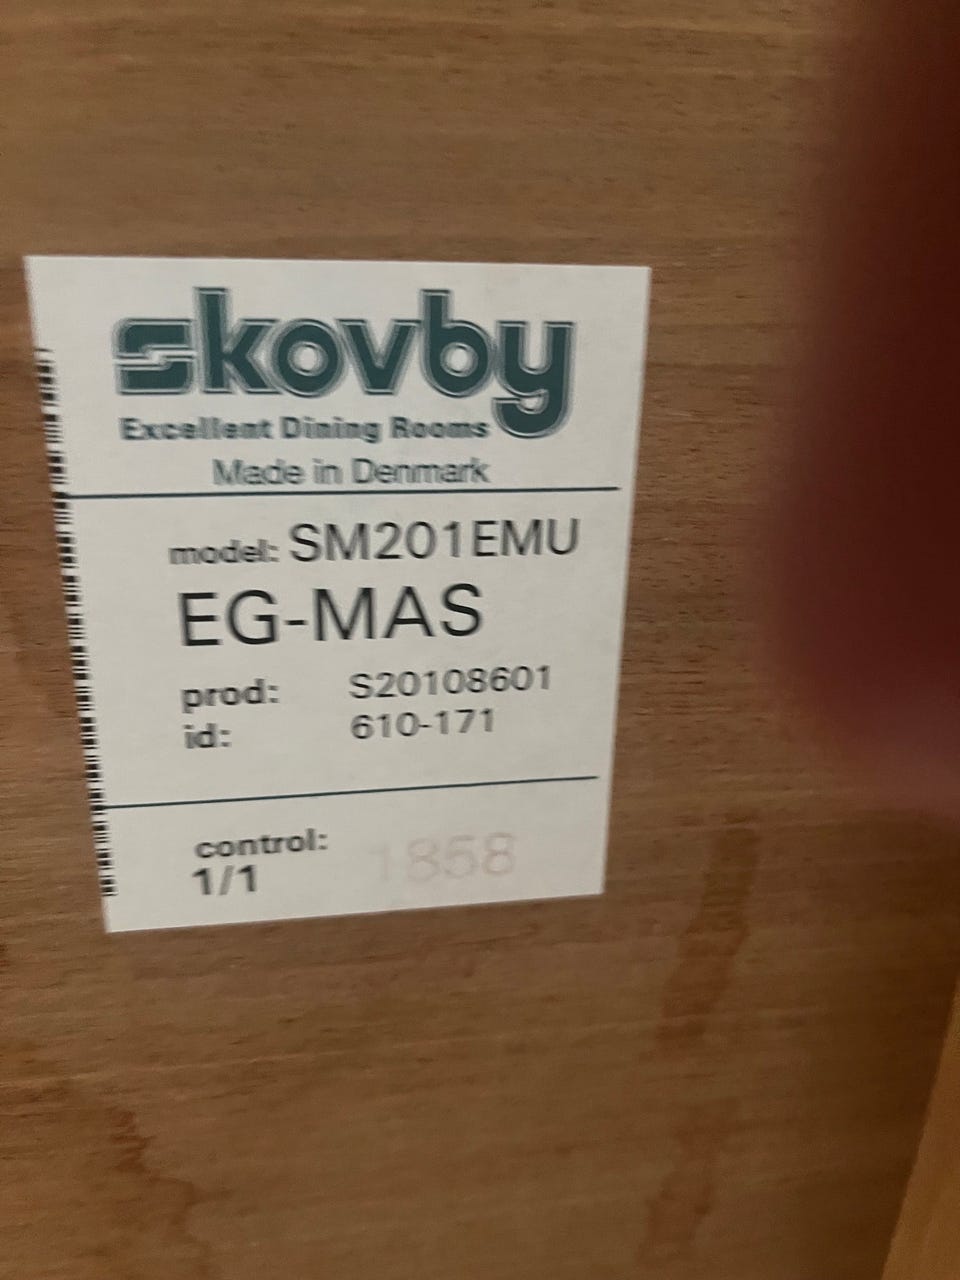 skovby
Excellent Dining Rooms
Made in Denmark
model: SM201EMU
EG-MAS
prod: S20108601
id: 610-171
control: 1858
1/1